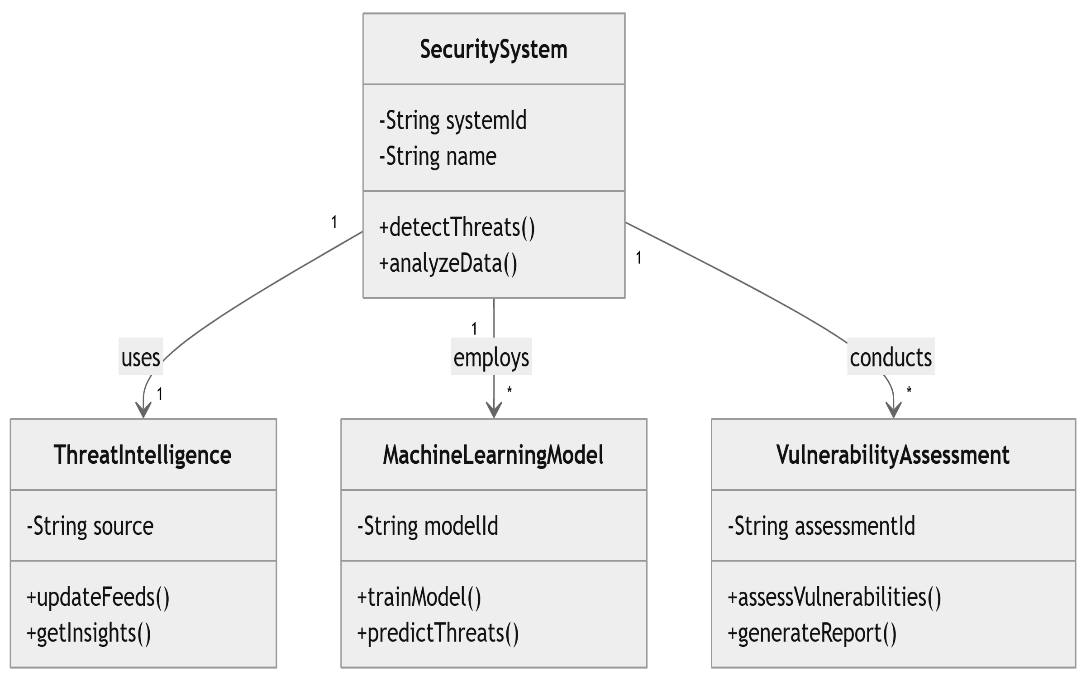 SecuritySystem
-String systemId
-String name
+detectThreats()
+analyzeData()
1
1
1
uses
employs
conducts
1
*
*
ThreatIntelligence
-String source
+updateFeeds()
+getInsights()
MachineLearningModel
-String modelId
+trainModel()
+predictThreats()
VulnerabilityAssessment
-String assessmentId
+assessVulnerabilities()
+generateReport()